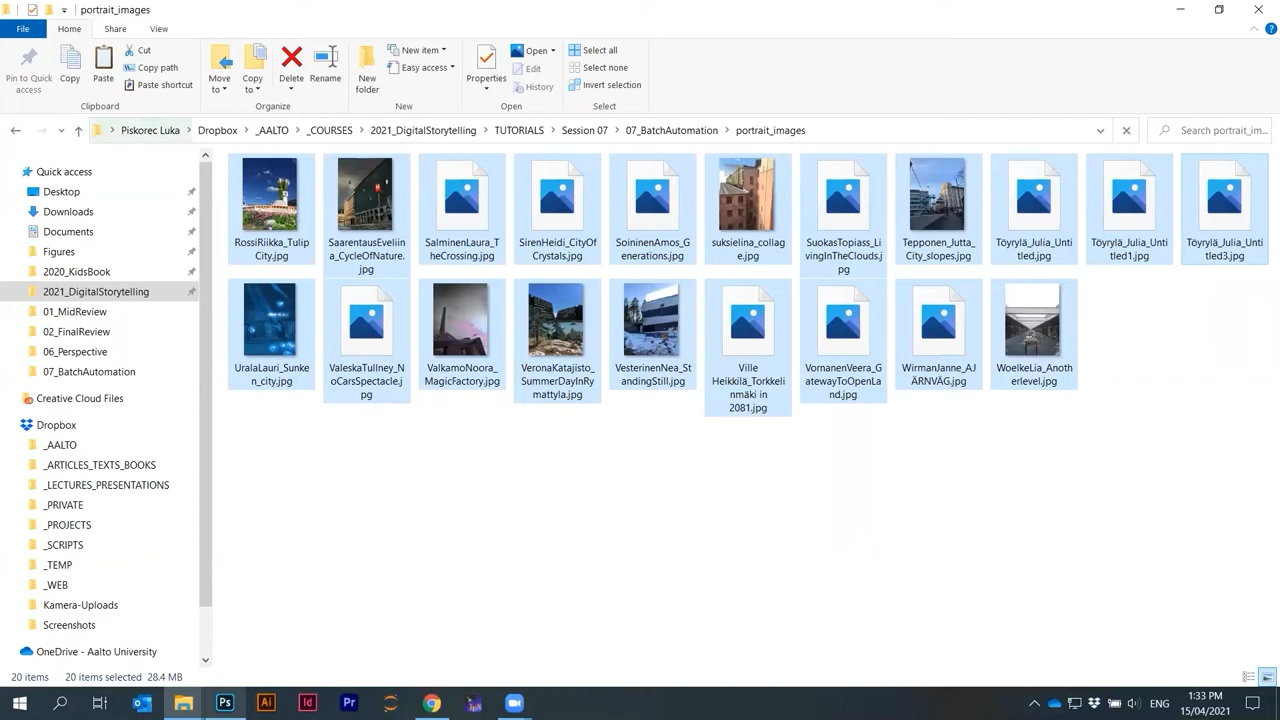 portrait_images
File
Home
Share
View
Pin to Quick
access
Copy
Paste
Cut
Copy path
Paste shortcut
Clipboard
Move
to
Copy
to
Delete
Rename
Organize
New
folder
New item
Easy access
New
Properties
Open
Edit
History
Open
Select all
Select none
Invert selection
Select
Piskorec Luka
Dropbox
_AALTO
_COURSES
2021_DigitalStorytelling
TUTORIALS
Session 07
07_BatchAutomation
portrait_images
Search portrait_im...
Quick access
Desktop
Downloads
Documents
Figures
2020_KidsBook
2021_DigitalStorytelling
01_MidReview
02_FinalReview
06_Perspective
07_BatchAutomation
Creative Cloud Files
Dropbox
_AALTO
_ARTICLES_TEXTS_BOOKS
_LECTURES_PRESENTATIONS
_PRIVATE
_PROJECTS
_SCRIPTS
_TEMP
_WEB
Kamera-Uploads
Screenshots
OneDrive - Aalto University
RossiRiikka_Tulip
City.jpg
SaarentausEveliin
a_CycleOfNature.
jpg
SalminenLaura_T
heCrossing.jpg
SirenHeidi_CityOf
Crystals.jpg
SoininenAmos_G
enerations.jpg
suksielina_collag
e.jpg
SuokasTopiass_Li
vingInTheClouds.j
pg
Tepponen_Jutta_
City_slopes.jpg
Töyrylä_Julia_Unti
tled.jpg
Töyrylä_Julia_Unti
tled1.jpg
Töyrylä_Julia_Unti
tled3.jpg
UralaLauri_Sunke
n_city.jpg
ValeskaTullney_N
oCarsSpectacle.j
pg
ValkamoNoora_
MagicFactory.jpg
VeronaKatajisto_
SummerDayInRy
mattyla.jpg
VesterinenNea_St
andingStill.jpg
Ville
Heikkilä_Torkkeli
nmäki in
2081.jpg
VornanenVeera_G
atewayToOpenLa
nd.jpg
WirmanJanne_AJ
ÄRNVÄG.jpg
WoelkeLia_Anoth
erlevel.jpg
20 items
20 items selected
28.4 MB
Ps
Ai
Id
Pr
ENG
1:33 PM
15/04/2021